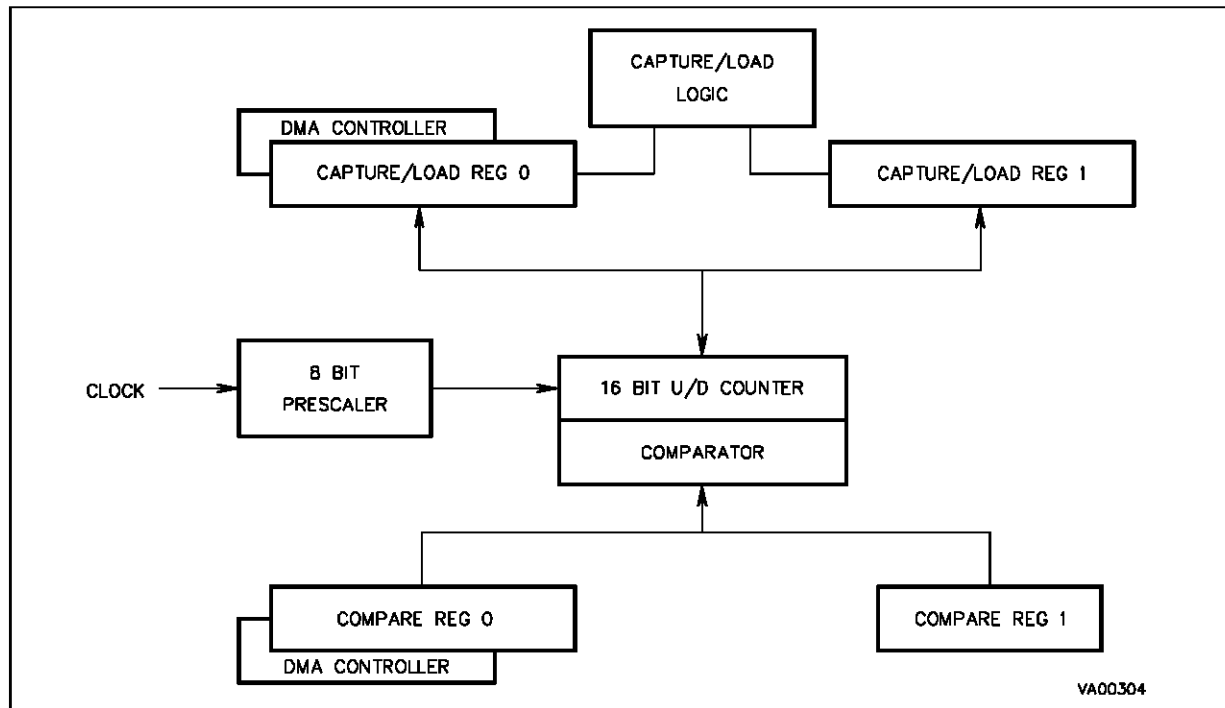 CAPTURE/LOAD
LOGIC
DMA CONTROLLER
CAPTURE/LOAD REG 0
CAPTURE/LOAD REG 1
CLOCK
8 BIT
PRESCALER
16 BIT U/D COUNTER
COMPARATOR
COMPARE REG 0
COMPARE REG 1
DMA CONTROLLER
VA00304